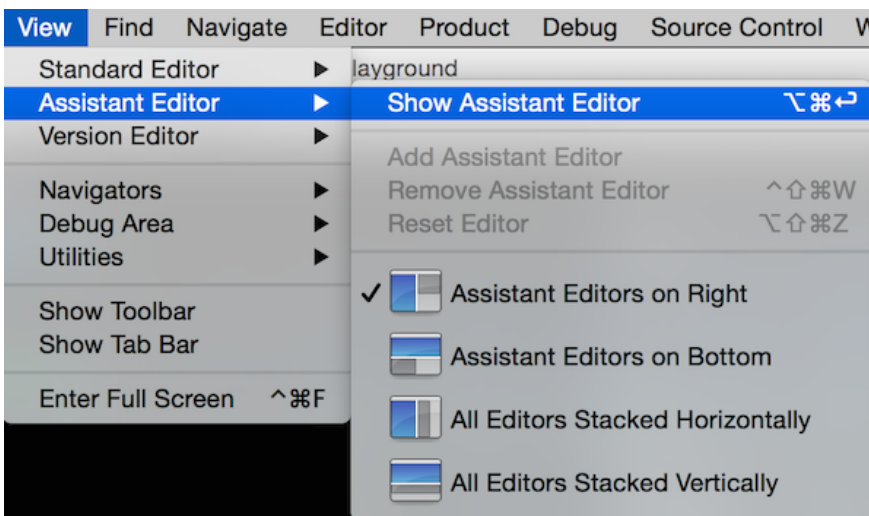 View Find Navigate Editor Product Debug Source Control
Standard Editor ▶
layground
Assistant Editor ▶
Version Editor ▶
Navigators ▶
Debug Area ▶
Utilities ▶
Show Toolbar
Show Tab Bar
Enter Full Screen ^⌘F
Show Assistant Editor ⌥⌘↩
Add Assistant Editor
Remove Assistant Editor ^⇧⌘W
Reset Editor ⌥⇧⌘Z
✓ Assistant Editors on Right
Assistant Editors on Bottom
All Editors Stacked Horizontally
All Editors Stacked Vertically